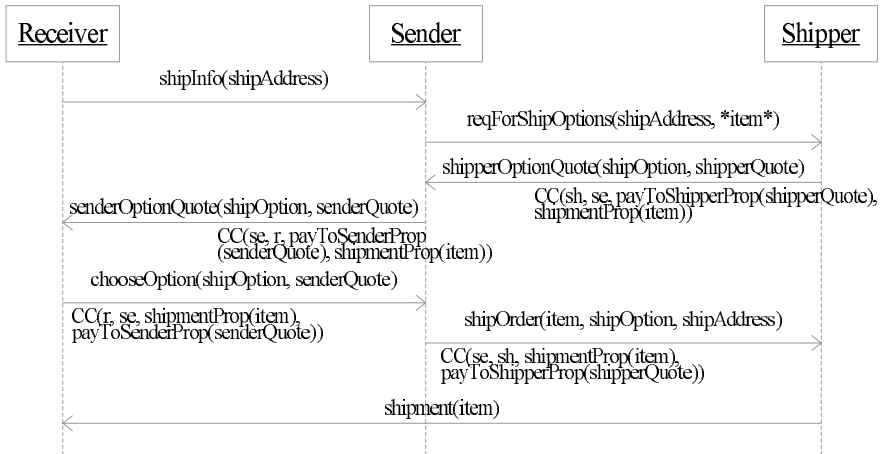 Receiver
Sender
Shipper
shipInfo(shipAddress)
reqForShipOptions(shipAddress, *item*)
shipperOptionQuote(shipOption, shipperQuote)
CC(sh, se, payToShipperProp(shipperQuote),
shipmentProp(item))
senderOptionQuote(shipOption, senderQuote)
CC(se, r, payToSenderProp
(senderQuote), shipmentProp(item))
chooseOption(shipOption, senderQuote)
CC(r, se, shipmentProp(item),
payToSenderProp(senderQuote))
shipOrder(item, shipOption, shipAddress)
CC(se, sh, shipmentProp(item),
payToShipperProp(shipperQuote))
shipment(item)